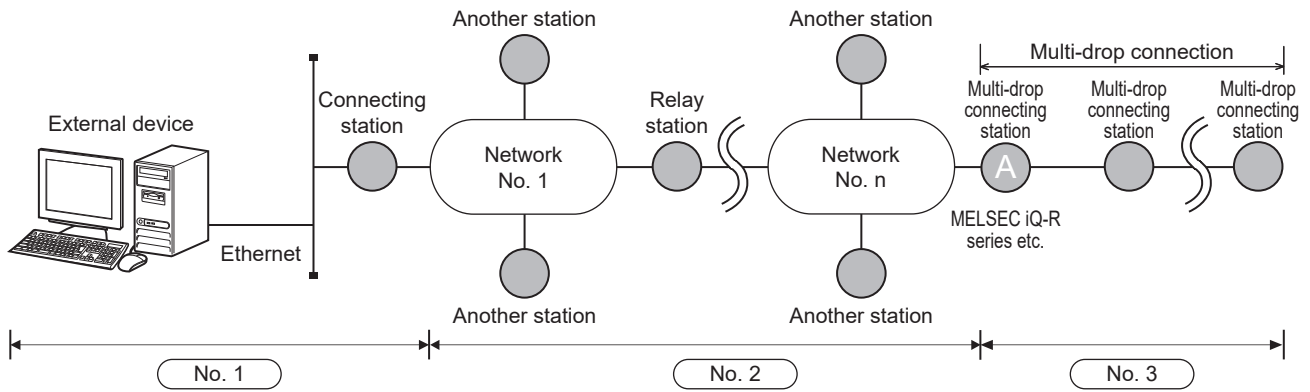 Another station
Another station
Multi-drop connection
Connecting
station
Relay
station
Multi-drop
connecting
station
Multi-drop
connecting
station
Multi-drop
connecting
station
External device
Network
No. 1
Network
No. n
A
MELSEC iQ-R
series etc.
Ethernet
Another station
Another station
No. 1
No. 2
No. 3